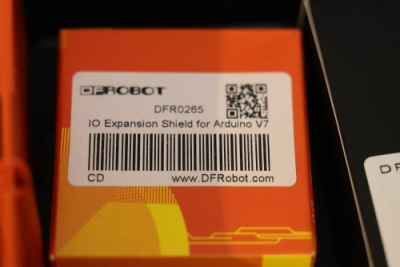 DFROBOT
DFR0265
IO Expansion Shield for Arduino V7
CD www.DFRobot.com
D F